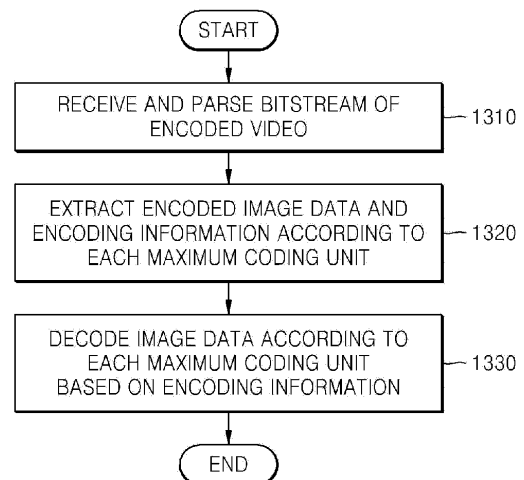 START
RECEIVE AND PARSE BITSTREAM OF
ENCODED VIDEO
1310
EXTRACT ENCODED IMAGE DATA AND
ENCODING INFORMATION ACCORDING TO
EACH MAXIMUM CODING UNIT
1320
DECODE IMAGE DATA ACCORDING TO
EACH MAXIMUM CODING UNIT
BASED ON ENCODING INFORMATION
1330
END